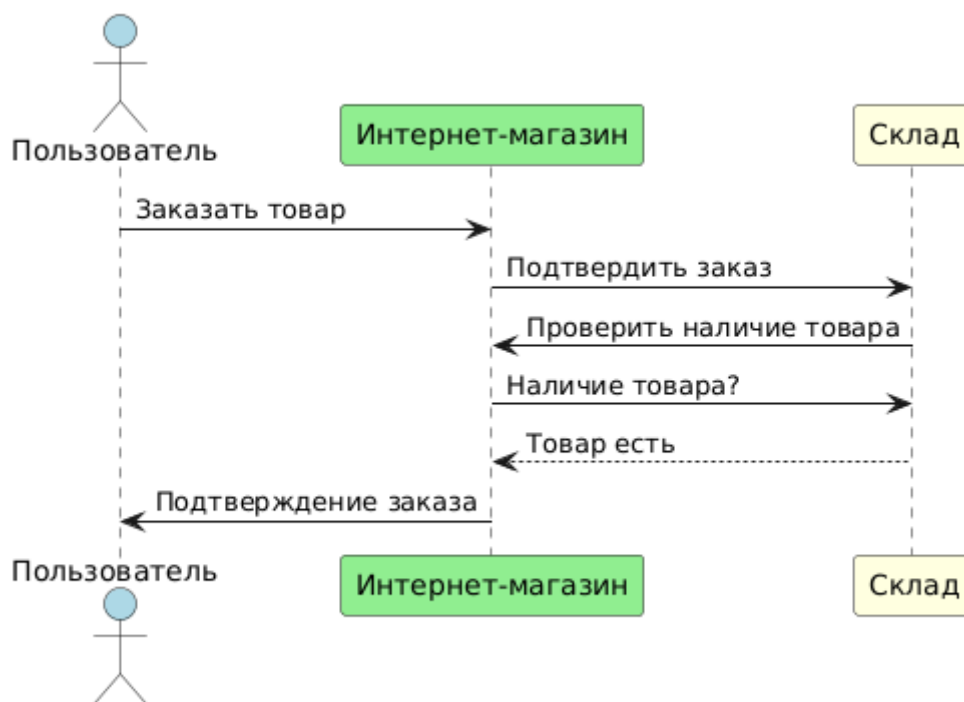 Пользователь
Интернет-магазин
Склад
Заказать товар
Подтвердить заказ
Проверить наличие товара
Наличие товара?
Товар есть
Подтверждение заказа
Пользователь
Интернет-магазин
Склад